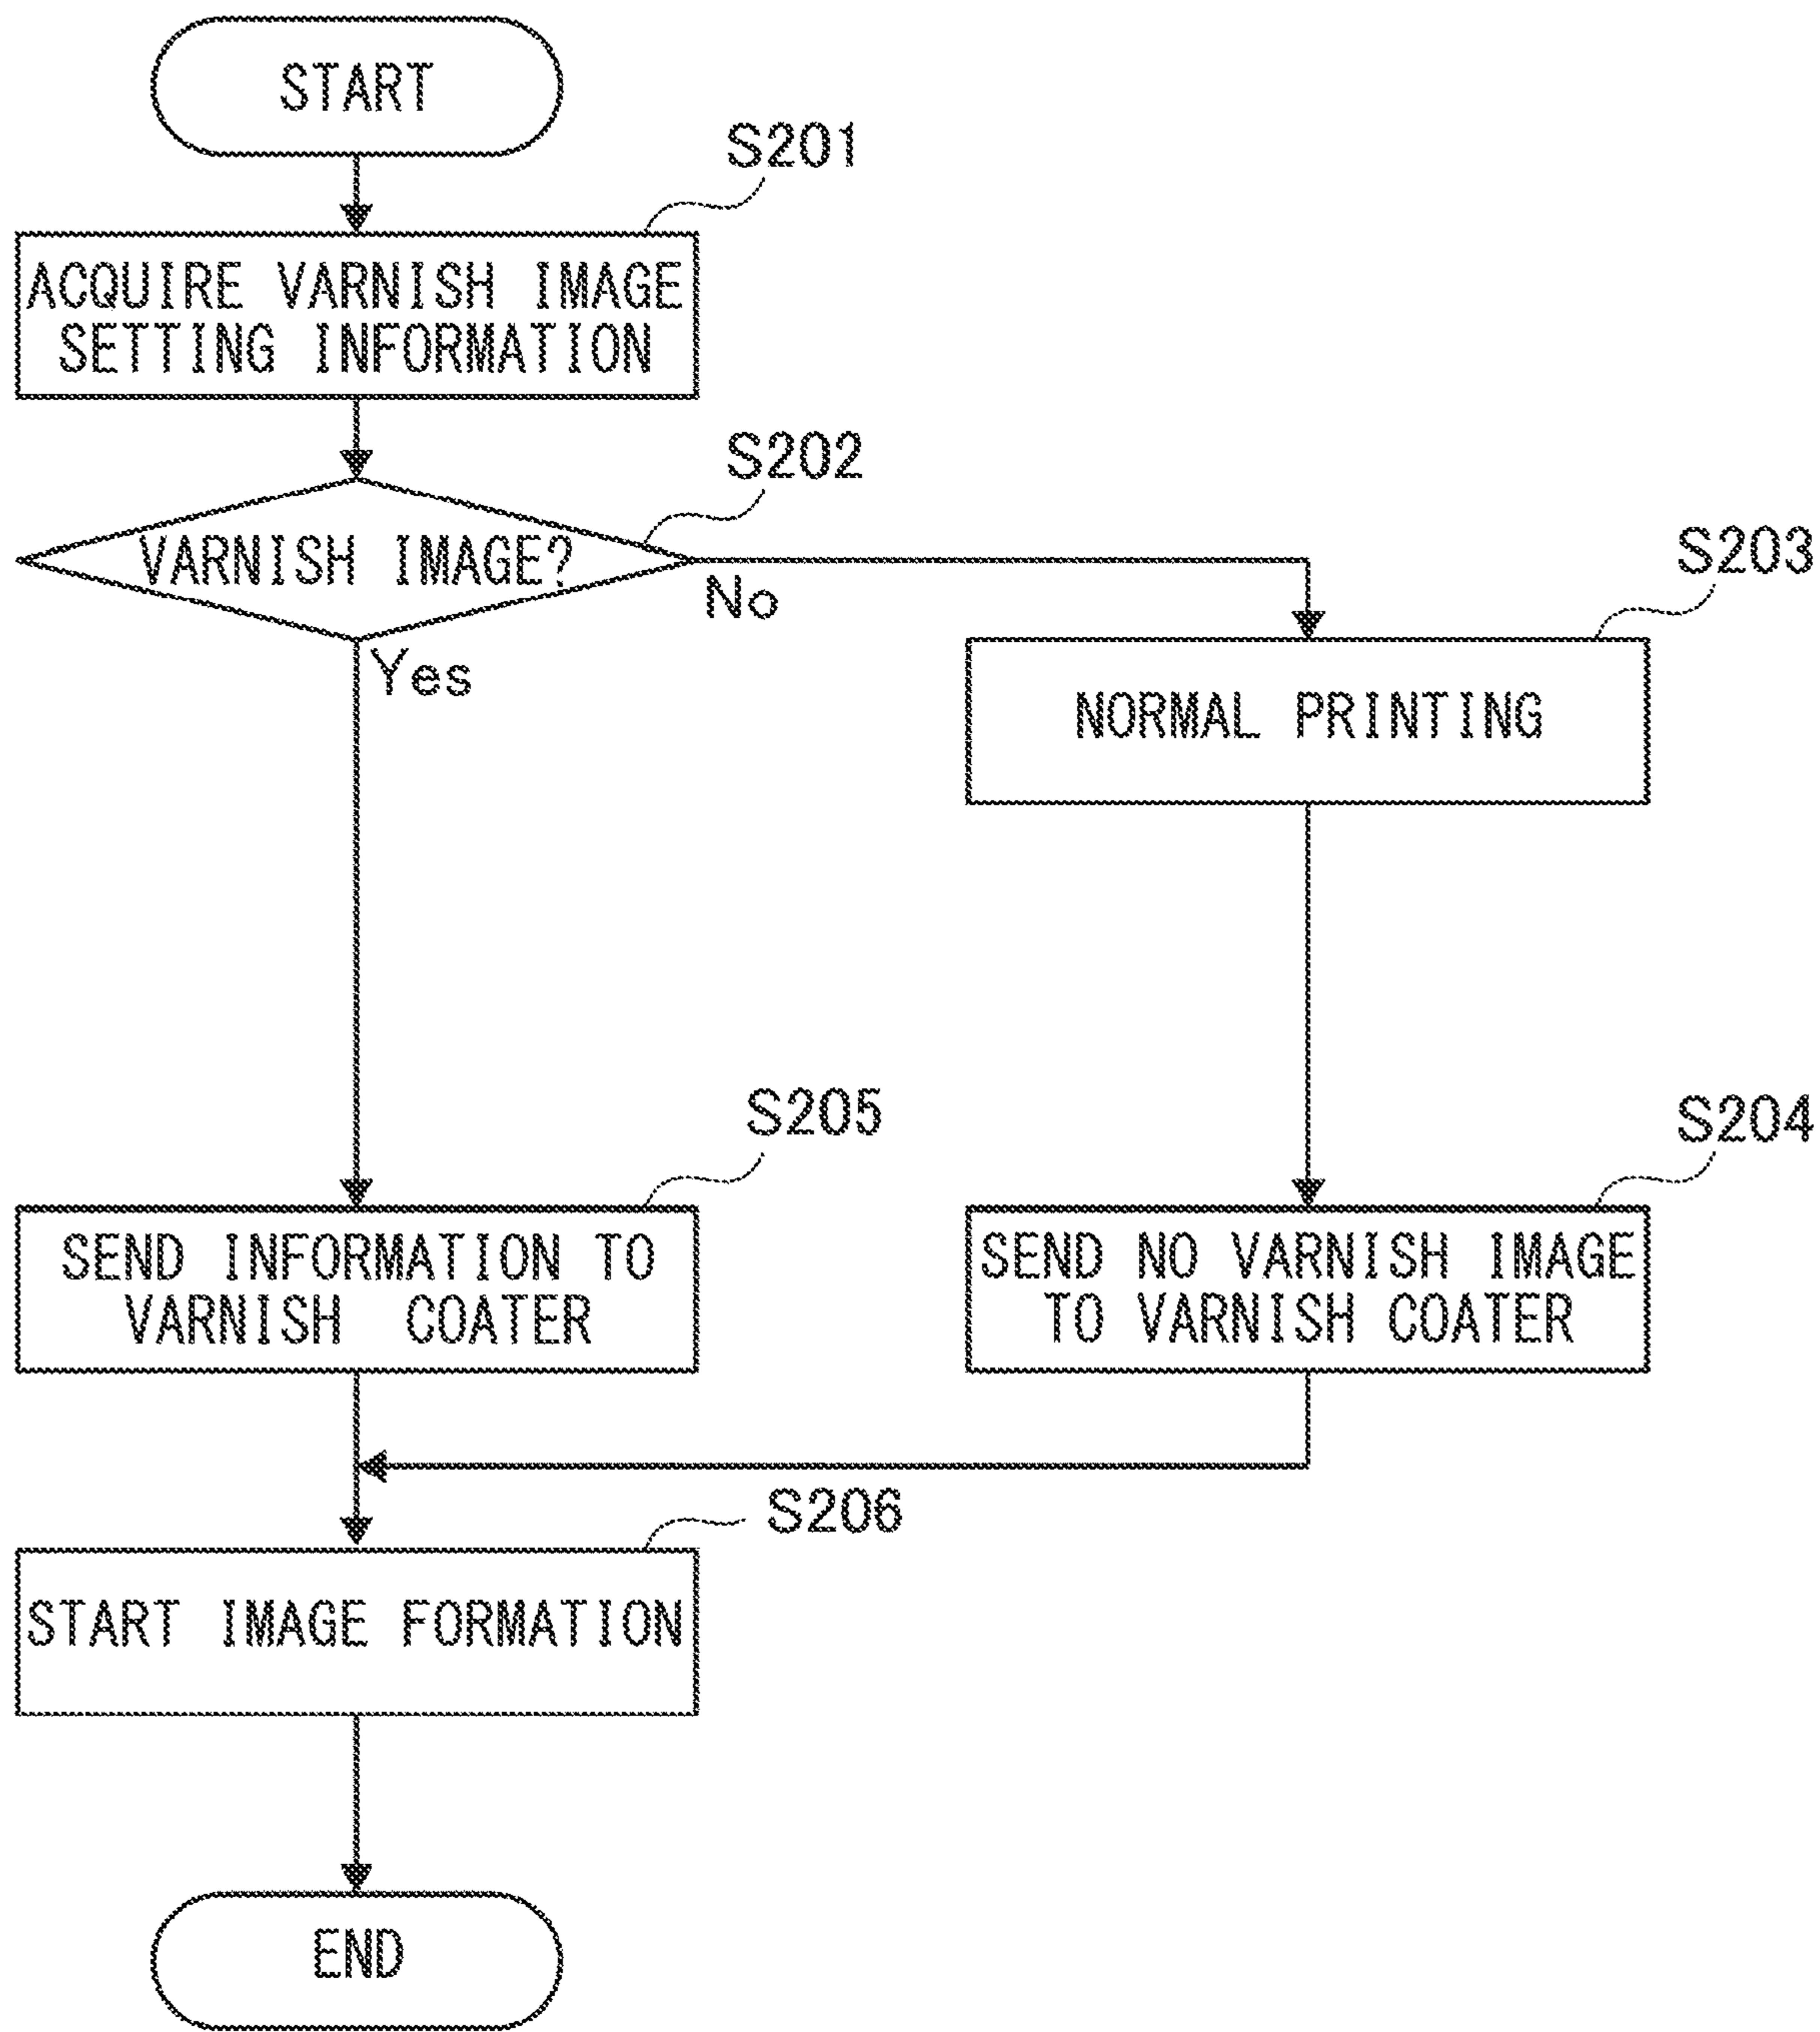 START
S201
ACQUIRE VARNISH IMAGE
SETTING INFORMATION
S202
VARNISH IMAGE?
No
Yes
S203
NORMAL PRINTING
S205
SEND INFORMATION TO
VARNISH COATER
S204
SEND NO VARNISH IMAGE
TO VARNISH COATER
S206
START IMAGE FORMATION
END